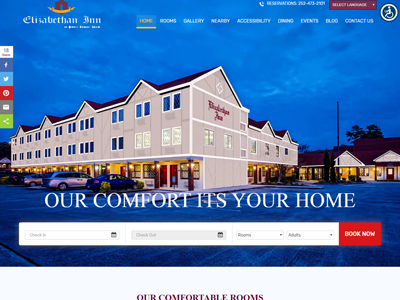 Elizabethan Inn
RESERVATIONS: 252-473-2101
SELECT LANGUAGE
HOME ROOMS GALLERY NEARBY ACCESSIBILITY DINING EVENTS BLOG CONTACT US
18
Shares
Elizabethan
Inn
OUR COMFORT ITS YOUR HOME
Check In
Check Out
Rooms
Adults
BOOK NOW
OUR COMFORTABLE ROOMS